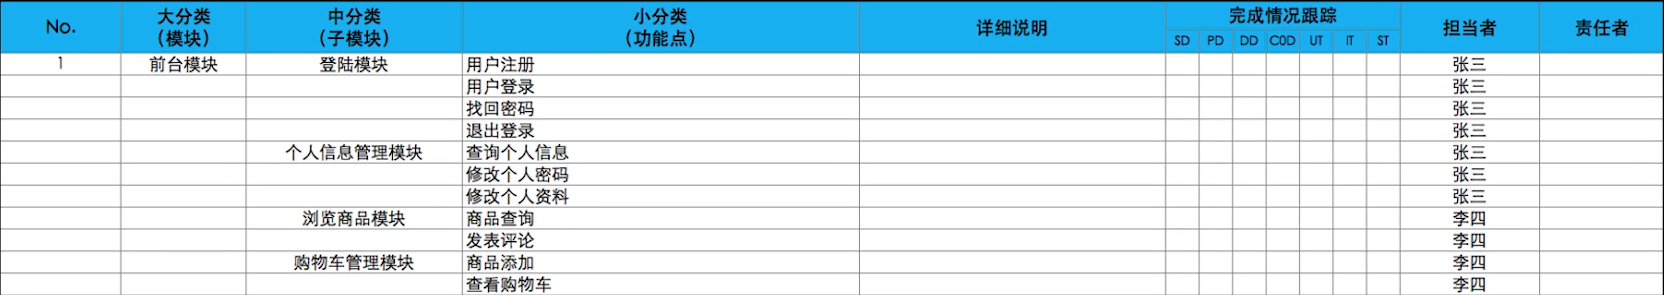 No. 大分类 中分类 小分类 详细说明 完成情况跟踪 担当者 责任者
（模块） （子模块） （功能点） SD PD DD COD UT IT ST
1 前台模块 登陆模块 用户注册 张三
用户登录 张三
找回密码 张三
退出登录 张三
个人信息管理模块 查询个人信息 张三
修改个人密码 张三
修改个人资料 张三
浏览商品模块 商品查询 李四
发表评论 李四
购物车管理模块 商品添加 李四
查看购物车 李四